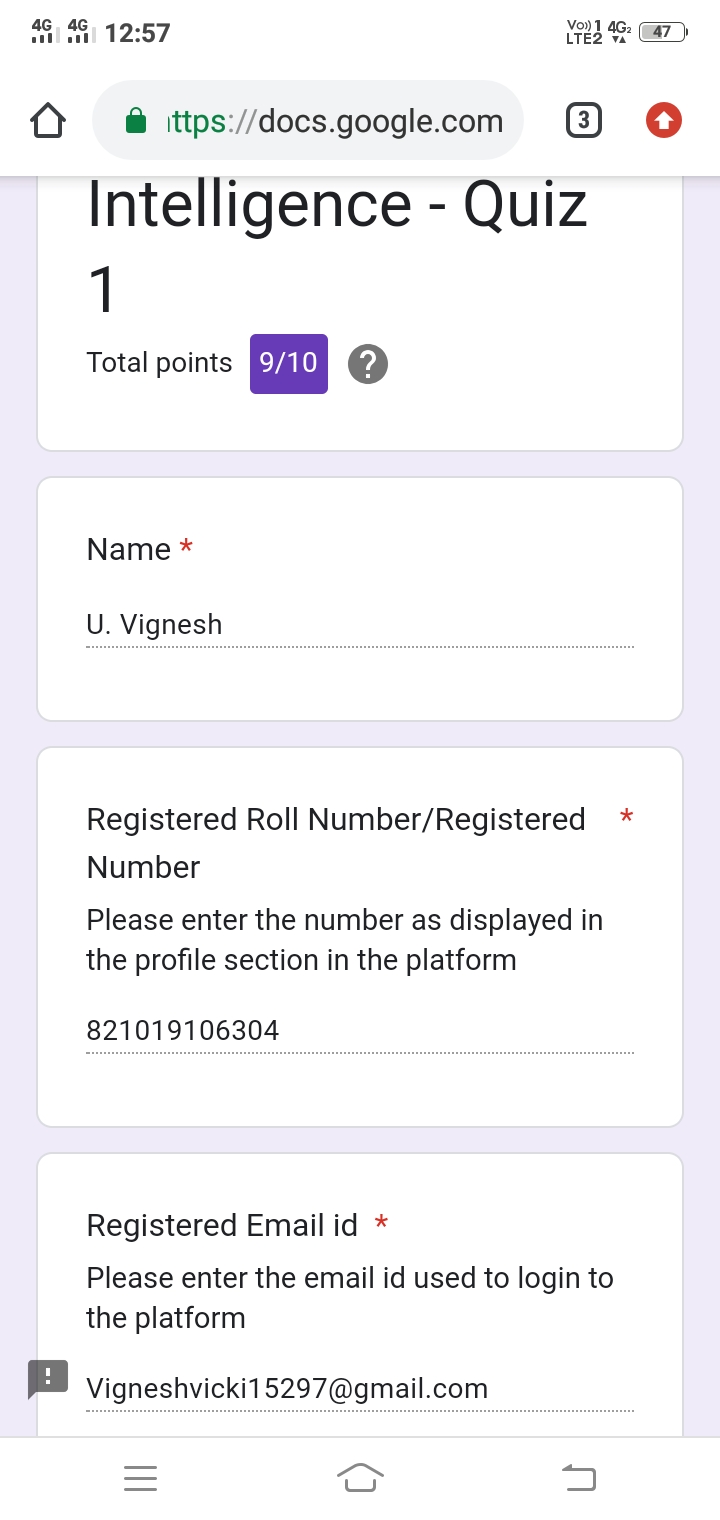 4G 4G 12:57 Vo)) 1 4G2 47
LTE2
ttps://docs.google.com 3
Intelligence - Quiz
1
Total points 9/10 ?
Name *
U. Vignesh
Registered Roll Number/Registered *
Number
Please enter the number as displayed in
the profile section in the platform
821019106304
Registered Email id *
Please enter the email id used to login to
the platform
Vigneshvicki15297@gmail.com